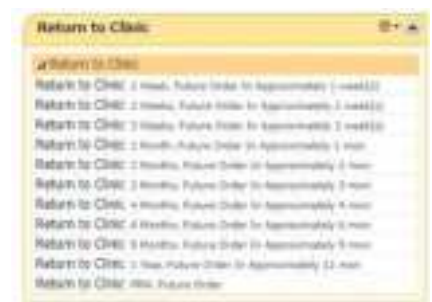 Return to Clinic
Return to Clinic
Return to Clinic 1 Week, Future Order In Approximately 1 week(s)
Return to Clinic 2 Weeks, Future Order In Approximately 2 week(s)
Return to Clinic 3 Weeks, Future Order In Approximately 3 week(s)
Return to Clinic 1 Month, Future Order In Approximately 1 mon
Return to Clinic 2 Months, Future Order In Approximately 2 mon
Return to Clinic 3 Months, Future Order In Approximately 3 mon
Return to Clinic 4 Months, Future Order In Approximately 4 mon
Return to Clinic 6 Months, Future Order In Approximately 6 mon
Return to Clinic Months, Future Order In Approximately mon
Return to Clinic 1 Year, Future Order In Approximately 12 mon
Return to Clinic PRN, Future Order